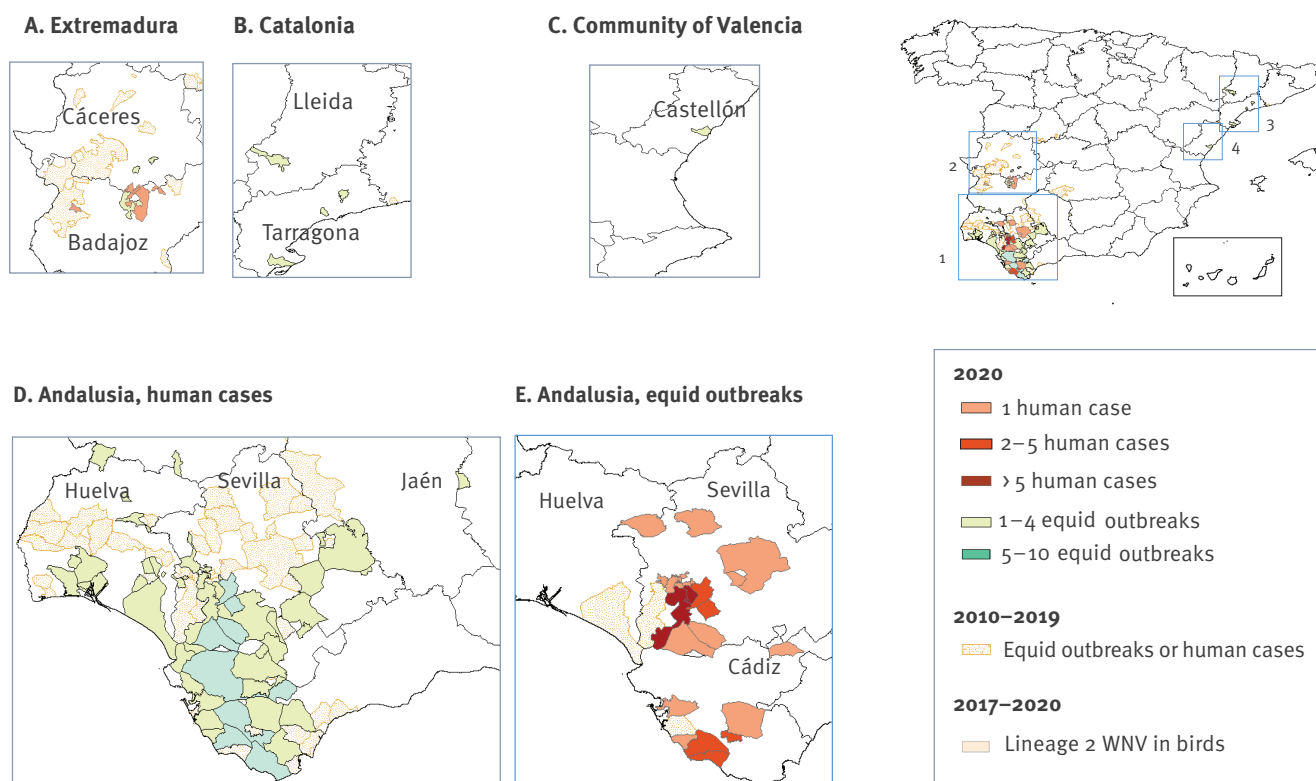 A. Extremadura
B. Catalonia
C. Community of Valencia
Cáceres
Badajoz
Lleida
Tarragona
Castellón
2
3
4
1
D. Andalusia, human cases
Huelva
Sevilla
Jaén
E. Andalusia, equid outbreaks
Huelva
Sevilla
Cádiz
2020
1 human case
2–5 human cases
> 5 human cases
1–4 equid outbreaks
5–10 equid outbreaks
2010–2019
Equid outbreaks or human cases
2017–2020
Lineage 2 WNV in birds